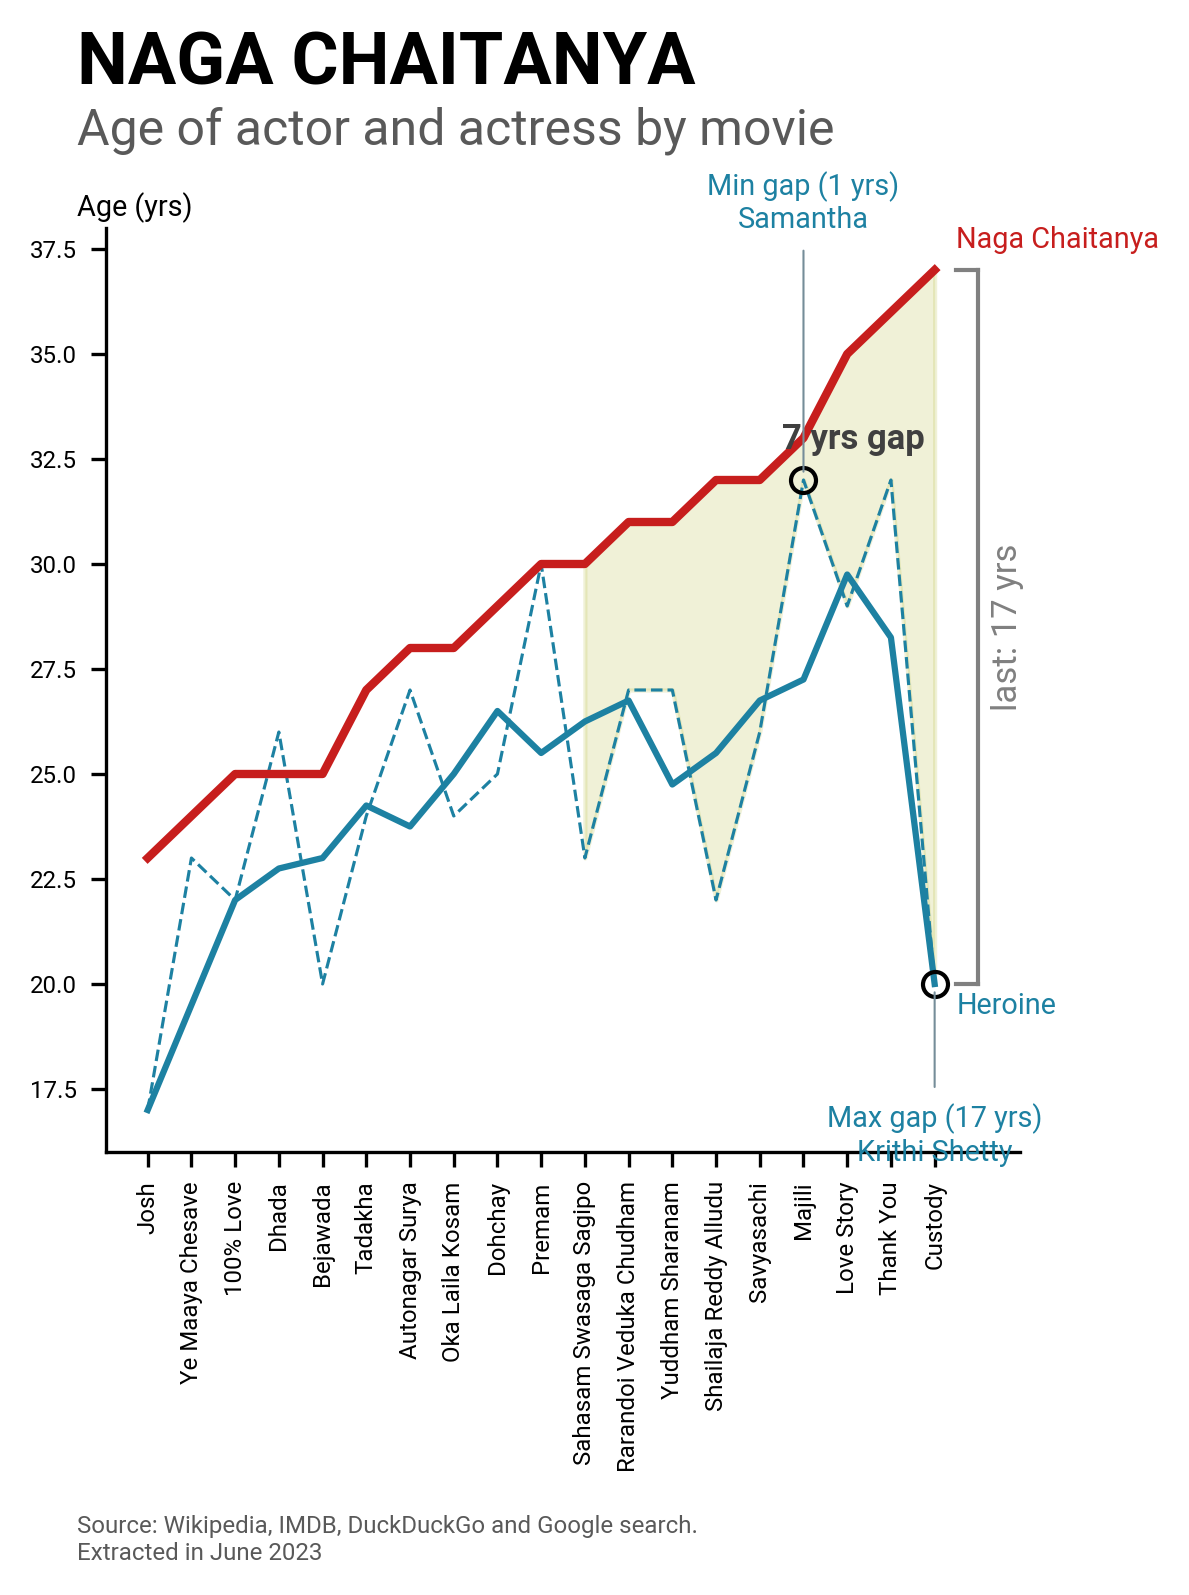 NAGA CHAITANYA
Age of actor and actress by movie
Min gap (1 yrs)
Samantha
Age (yrs)
Naga Chaitanya
37.5
35.0
32.5
30.0
27.5
25.0
22.5
20.0
17.5
7 yrs gap
last: 17 yrs
Heroine
Max gap (17 yrs)
Krithi Shetty
Josh
Ye Maaya Chesave
100% Love
Dhada
Bejawada
Tadakha
Autonagar Surya
Oka Laila Kosam
Dohchay
Premam
Sahasam Swasaga Sagipo
Rarandoi Veduka Chudham
Yuddham Sharanam
Shailaja Reddy Alludu
Savyasachi
Majili
Love Story
Thank You
Custody
Source: Wikipedia, IMDB, DuckDuckGo and Google search.
Extracted in June 2023